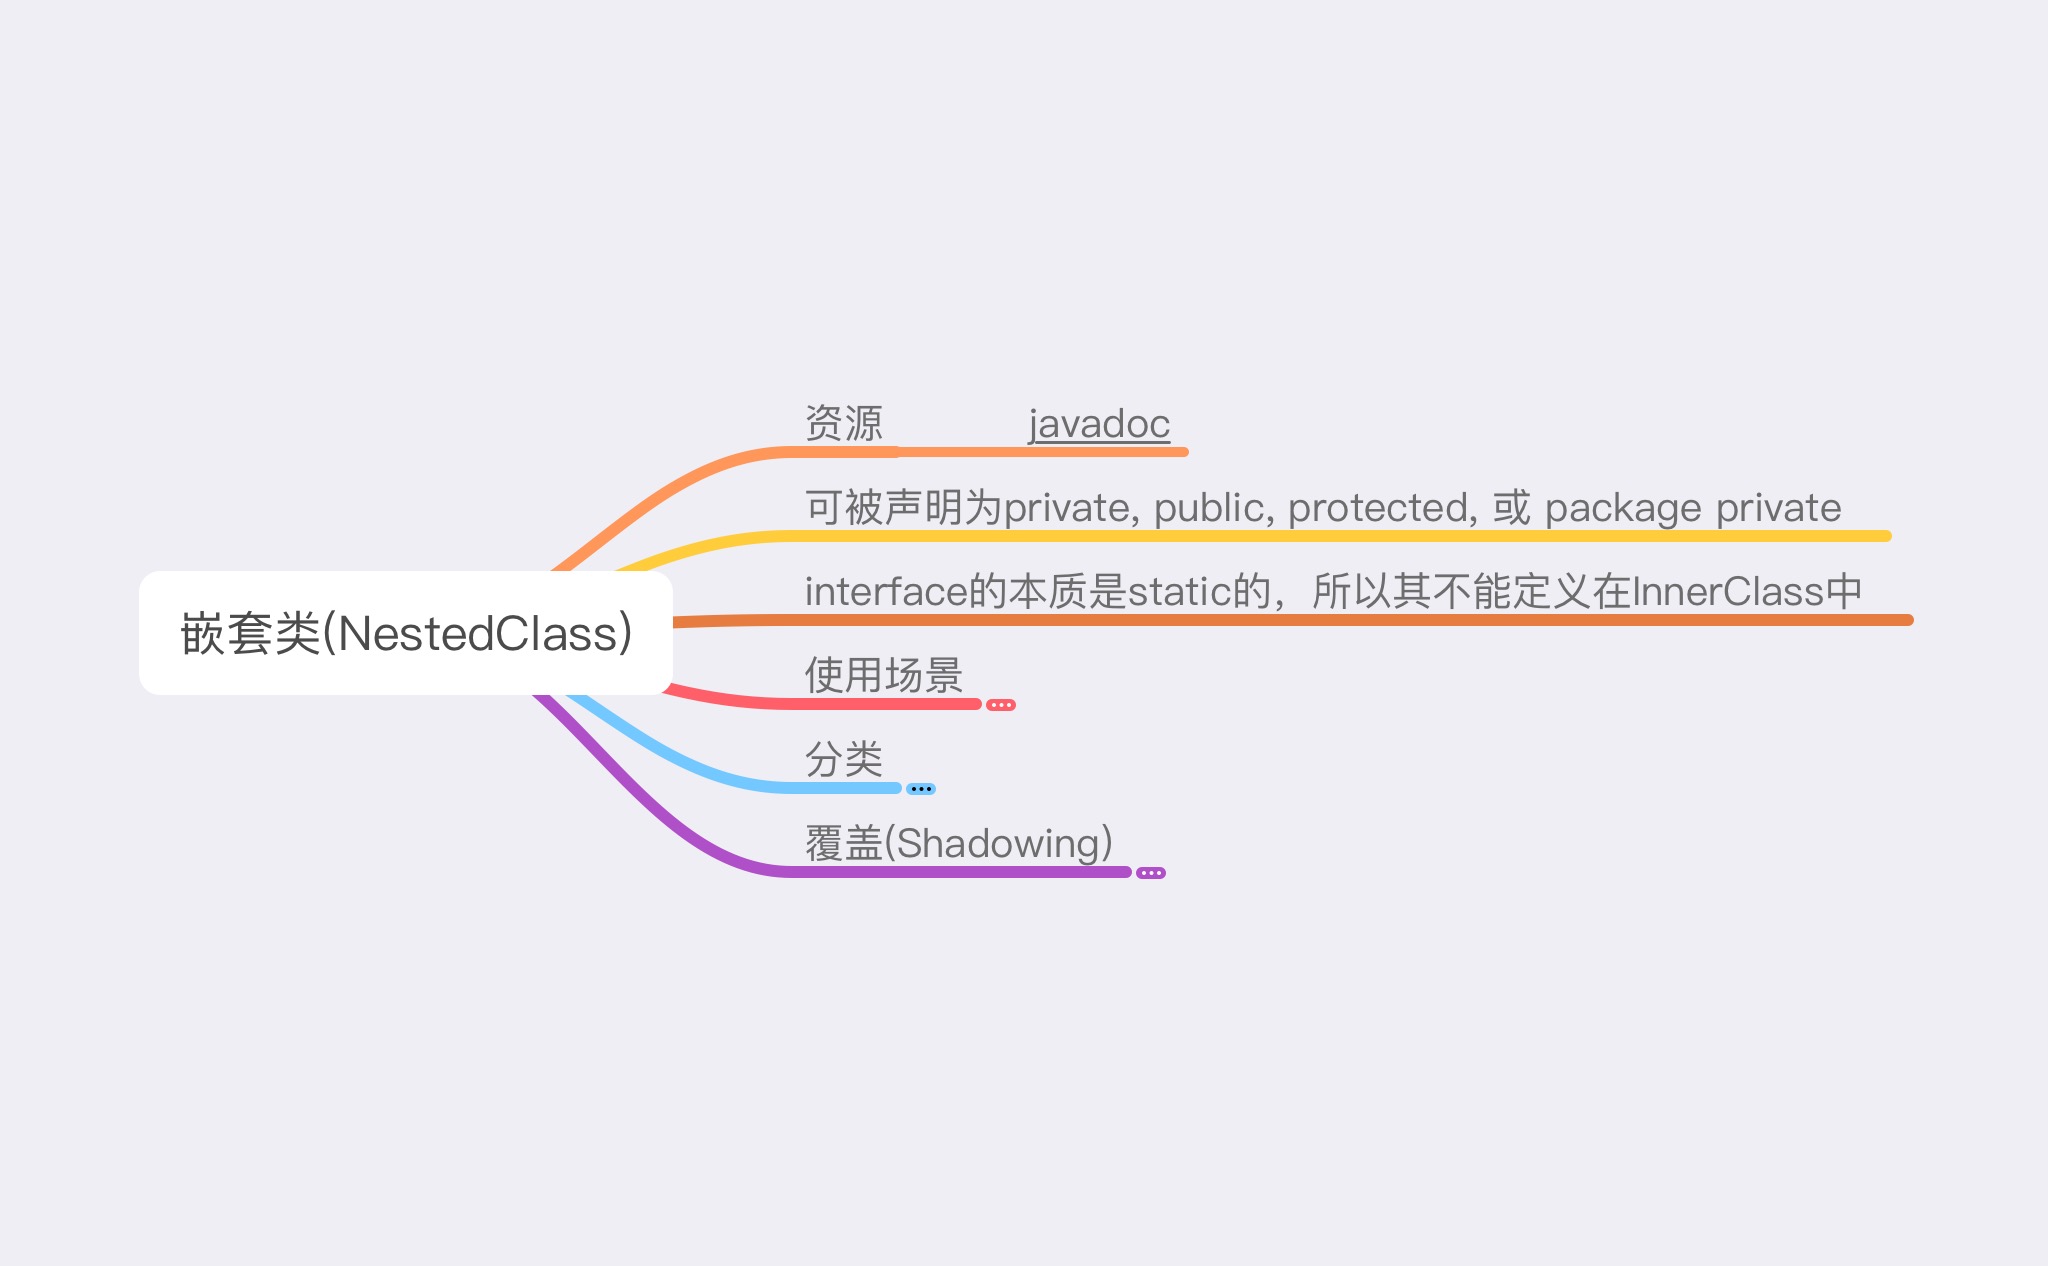 嵌套类(NestedClass)
资源
javadoc
可被声明为private, public, protected, 或 package private
interface的本质是static的，所以其不能定义在InnerClass中
使用场景
分类
覆盖(Shadowing)